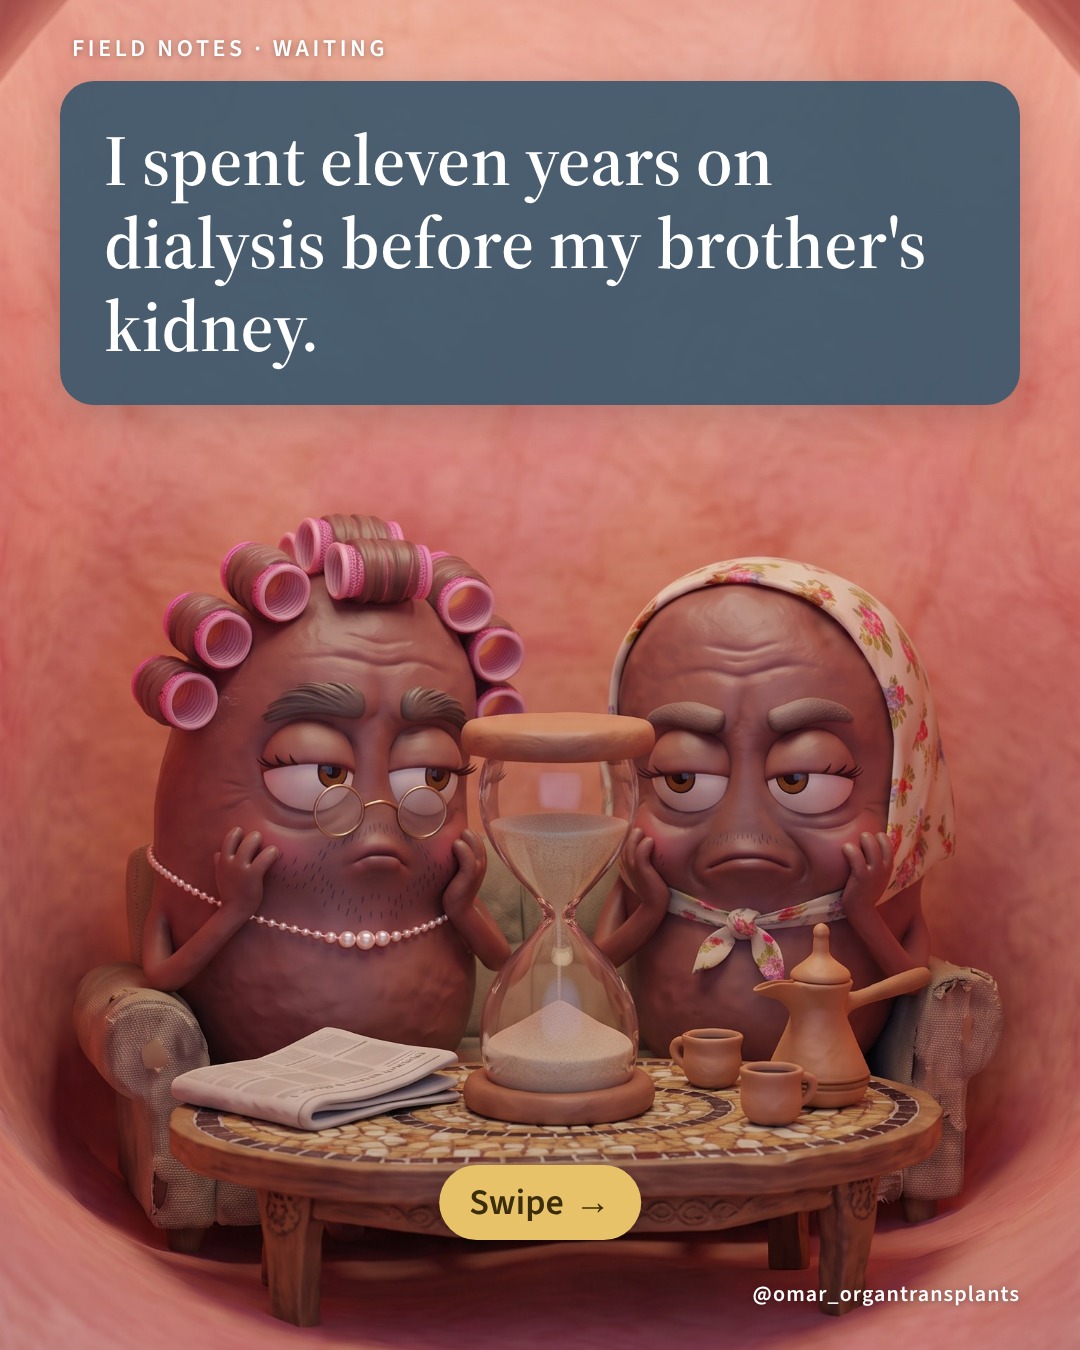 FIELD NOTES · WAITING
I spent eleven years on
dialysis before my brother's
kidney.
Swipe →
@omar_organtransplants